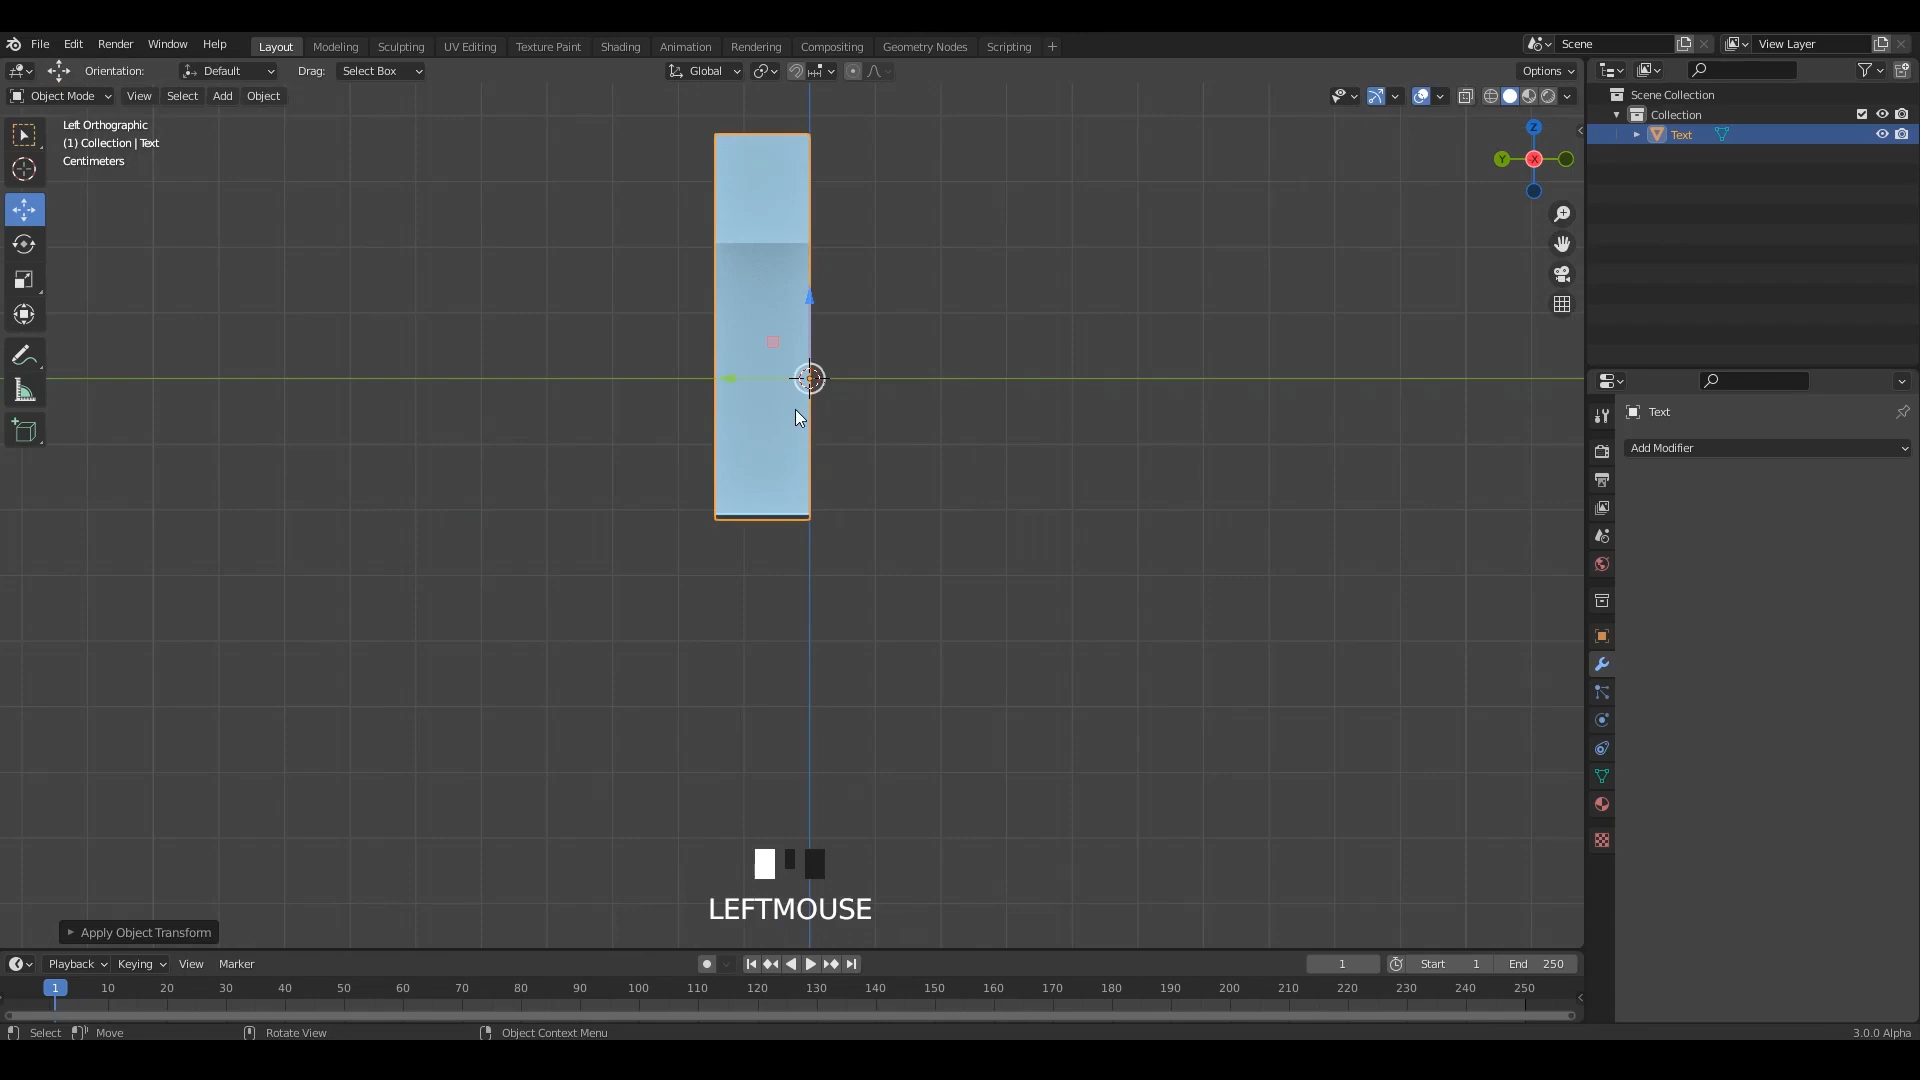 File Edit Render Window Help Layout Modeling Sculpting UV Editing Texture Paint Shading Animation Rendering Compositing Geometry Nodes Scripting + Scene View Layer
Orientation: Default Drag: Select Box Global Options
Object Mode View Select Add Object
Scene Collection
Collection
Text
Left Orthographic
(1) Collection | Text
Centimeters
Z
Y
X
Text
Add Modifier
LEFTMOUSE
Apply Object Transform
Playback Keying View Marker 1 Start 1 End 250
1 10 20 30 40 50 60 70 80 90 100 110 120 130 140 150 160 170 180 190 200 210 220 230 240 250
Select Move Rotate View Object Context Menu 3.0.0 Alpha